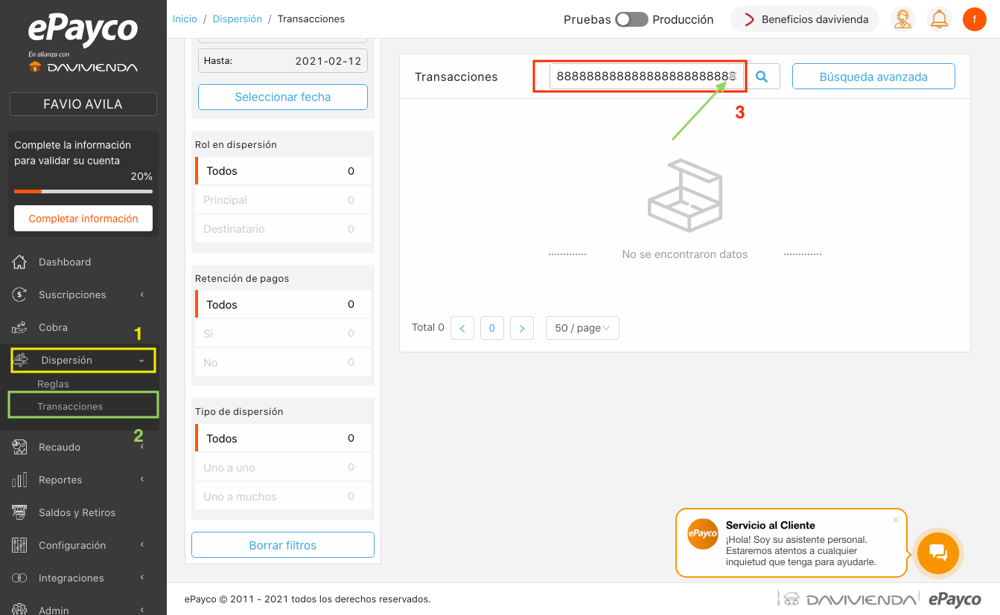 ePayco
En alianza con
DAVIVIENDA
FAVIO AVILA
Complete la información
para validar su cuenta
20%
Completar información
Dashboard
Suscripciones
Cobra
1
Dispersión
Reglas
Transacciones
2
Recaudo
Reportes
Saldos y Retiros
Configuración
Integraciones
Admin
Inicio / Dispersión / Transacciones
Pruebas Producción
Beneficios davivienda
f
Hasta: 2021-02-12
Seleccionar fecha
Rol en dispersión
Todos 0
Principal 0
Destinatario 0
Retención de pagos
Todos 0
Si 0
No 0
Tipo de dispersión
Todos 0
Uno a uno 0
Uno a muchos 0
Borrar filtros
Transacciones
Búsqueda avanzada
3
No se encontraron datos
Total 0 < 0 > 50 / page
ePayco
Servicio al Cliente
¡Hola! Soy su asistente personal.
Estaremos atentos a cualquier
inquietud que tenga para ayudarle.
ePayco © 2011 - 2021 todos los derechos reservados.
DAVIVIENDA ePayco